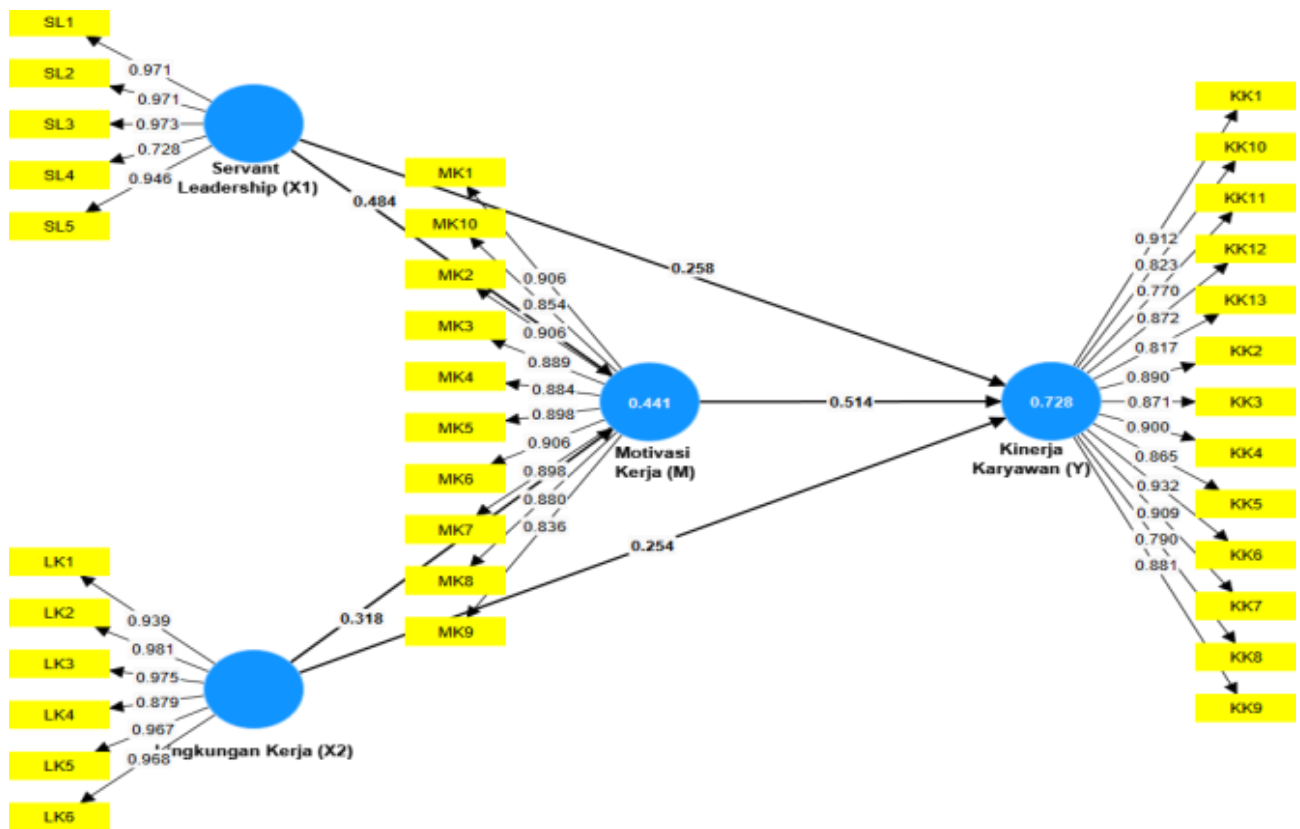 SL1
SL2
SL3
SL4
SL5
0.971
0.971
0.973
0.728
0.946
Servant
Leadership (X1)
0.484
0.258
MK1
MK10
MK2
MK3
MK4
MK5
MK6
MK7
MK8
MK9
0.906
0.854
0.906
0.889
0.884
0.898
0.906
0.898
0.880
0.836
0.441
Motivasi
Kerja (M)
0.514
0.728
Kinerja
Karyawan (Y)
0.912
0.823
0.770
0.872
0.817
0.890
0.871
0.900
0.865
0.932
0.909
0.790
0.881
KK1
KK10
KK11
KK12
KK13
KK2
KK3
KK4
KK5
KK6
KK7
KK8
KK9
0.318
0.254
LK1
LK2
LK3
LK4
LK5
LK6
0.939
0.981
0.975
0.879
0.967
0.968
Lingkungan Kerja (X2)